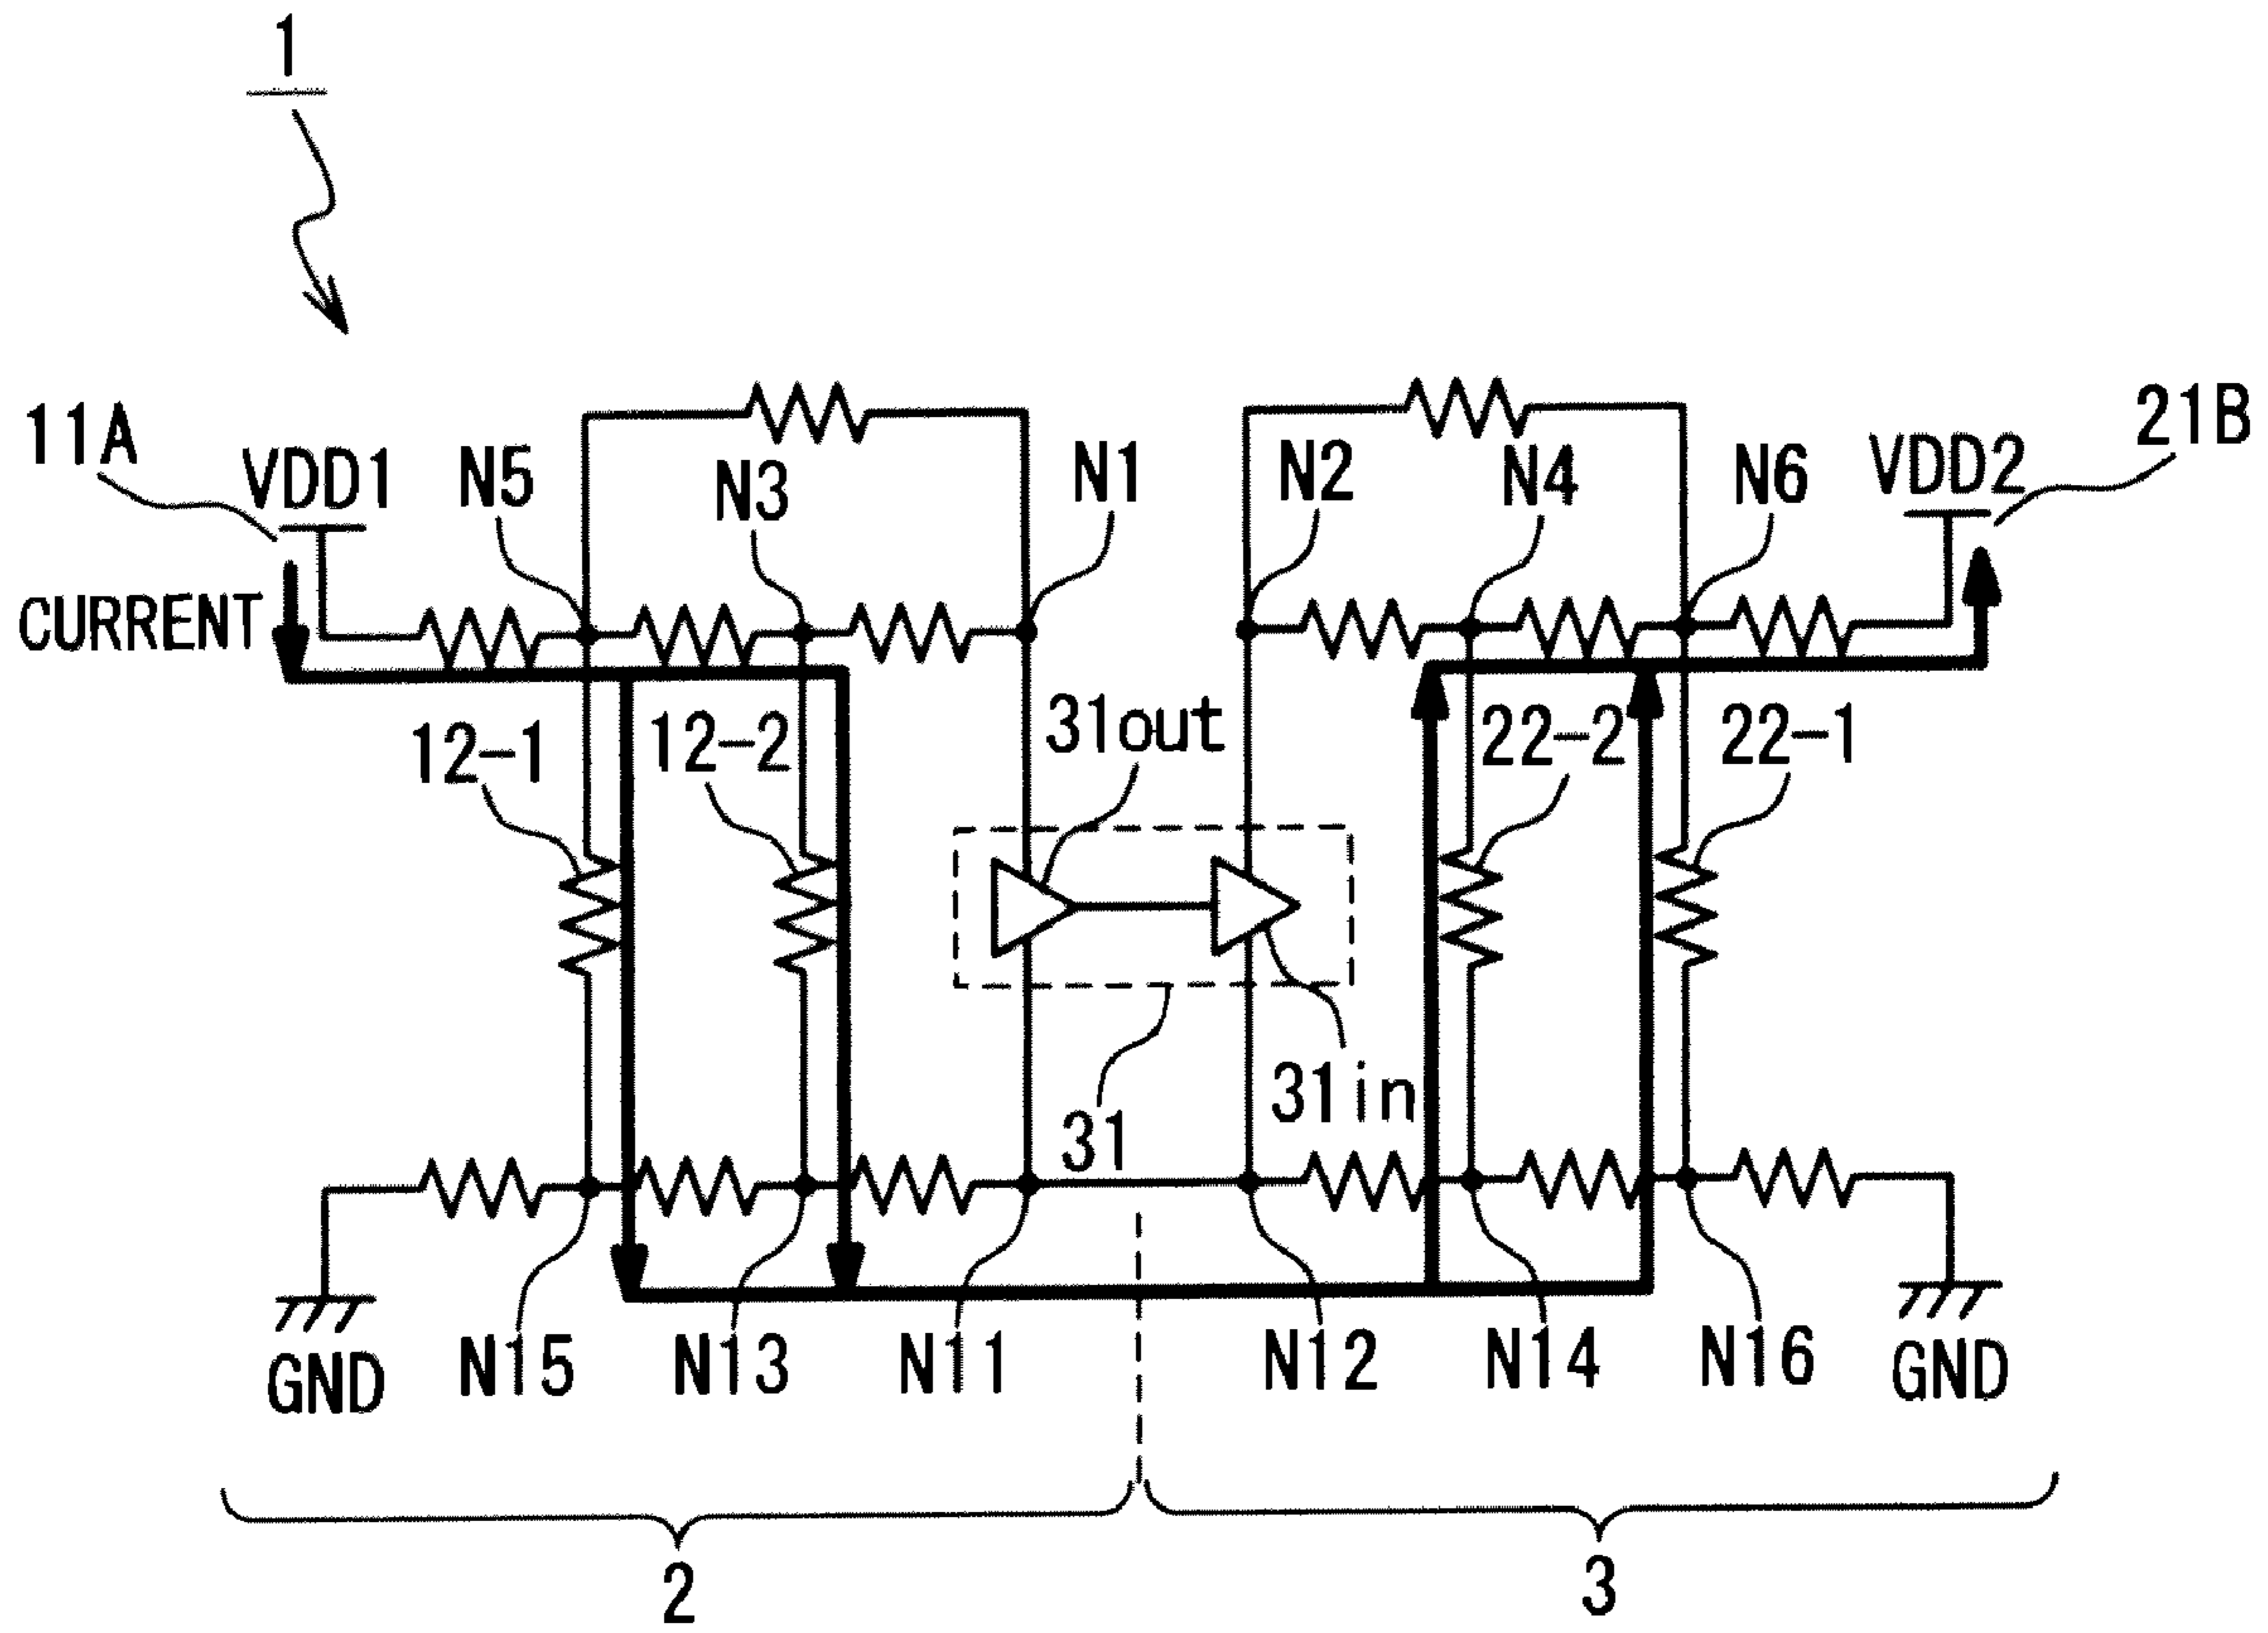 1
11A
VDD1
N5
N3
N1
N2
N4
N6
VDD2
21B
CURRENT
12-1
12-2
31out
22-2
22-1
31in
31
GND
N15
N13
N11
N12
N14
N16
GND
2
3